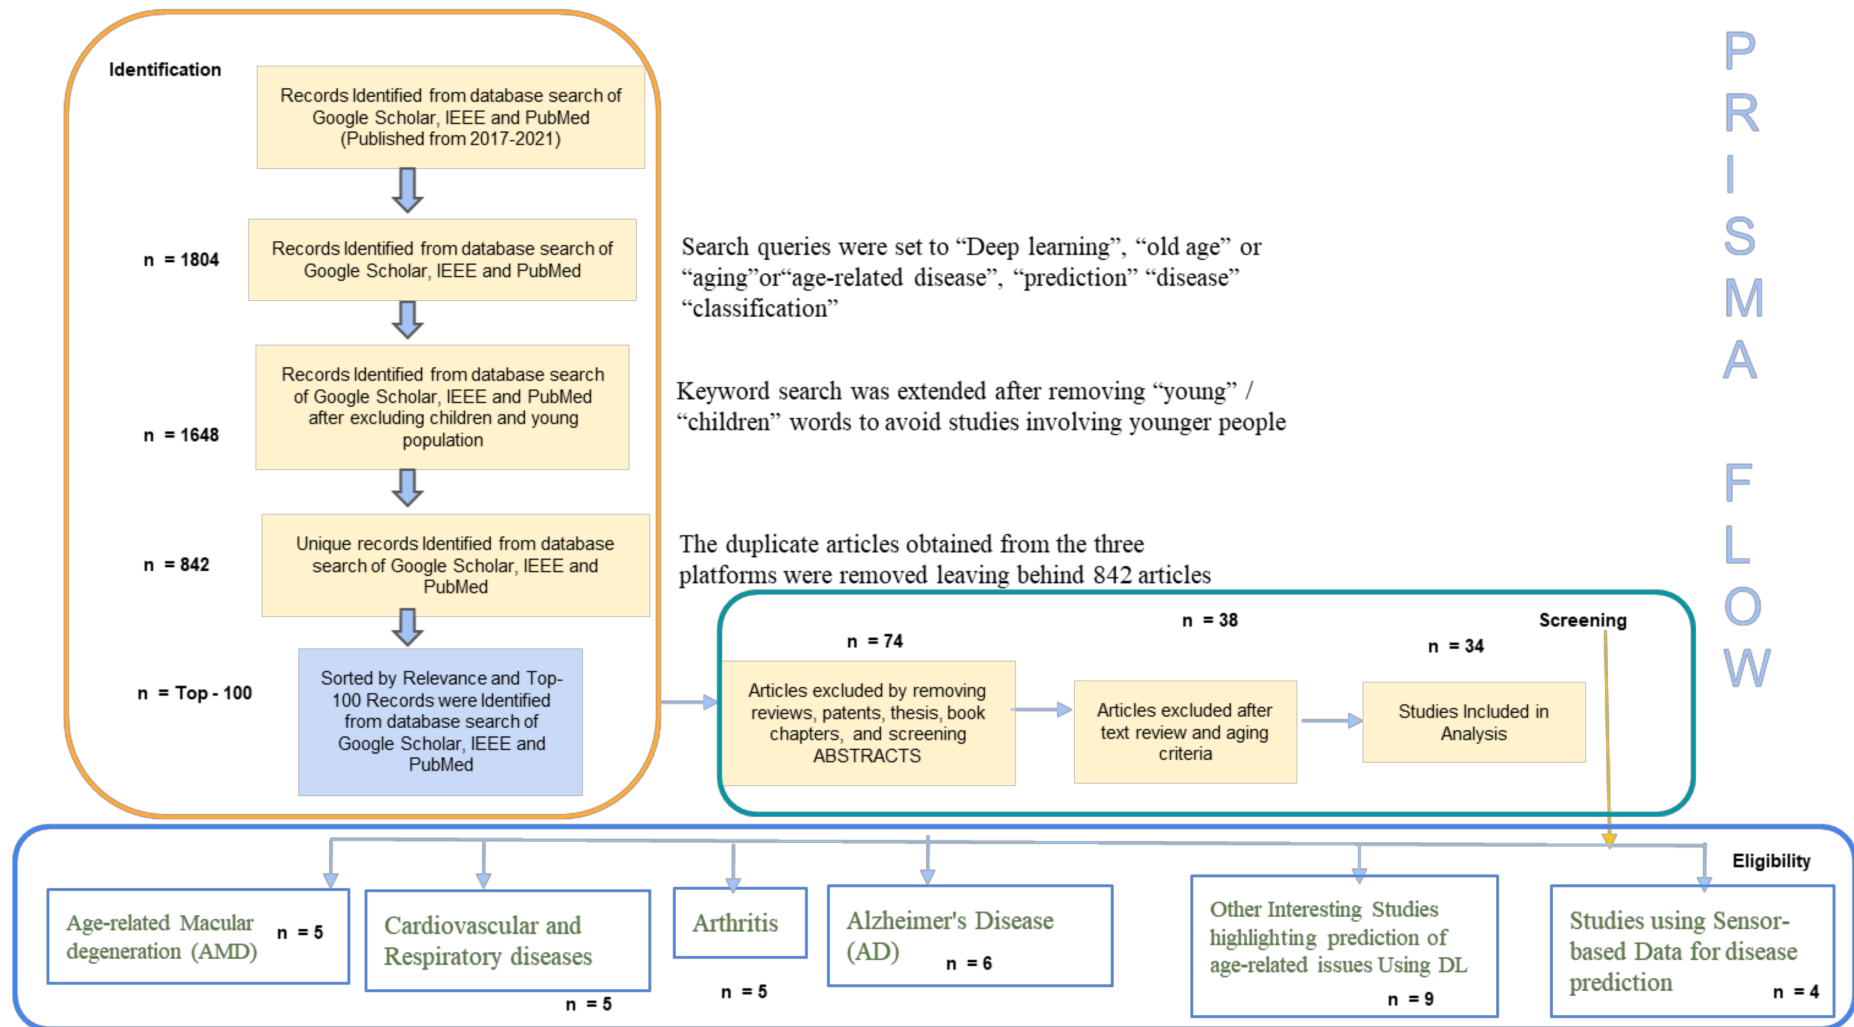 Identification
Records Identified from database search of
Google Scholar, IEEE and PubMed
(Published from 2017-2021)
n = 1804
Records Identified from database search of
Google Scholar, IEEE and PubMed
Search queries were set to “Deep learning”, “old age” or
“aging”or“age-related disease”, “prediction” “disease”
“classification”
n = 1648
Records Identified from database search
of Google Scholar, IEEE and PubMed
after excluding children and young
population
Keyword search was extended after removing “young” /
“children” words to avoid studies involving younger people
n = 842
Unique records Identified from database
search of Google Scholar, IEEE and
PubMed
The duplicate articles obtained from the three
platforms were removed leaving behind 842 articles
n = Top - 100
Sorted by Relevance and Top-
100 Records were Identified
from database search of
Google Scholar, IEEE and
PubMed
Screening
n = 74
Articles excluded by removing
reviews, patents, thesis, book
chapters, and screening
ABSTRACTS
n = 38
Articles excluded after
text review and aging
criteria
n = 34
Studies Included in
Analysis
P
R
I
S
M
A
F
L
O
W
Eligibility
Age-related Macular
degeneration (AMD)
n = 5
Cardiovascular and
Respiratory diseases
n = 5
Arthritis
n = 5
Alzheimer's Disease
(AD)
n = 6
Other Interesting Studies
highlighting prediction of
age-related issues Using DL
n = 9
Studies using Sensor-
based Data for disease
prediction
n = 4